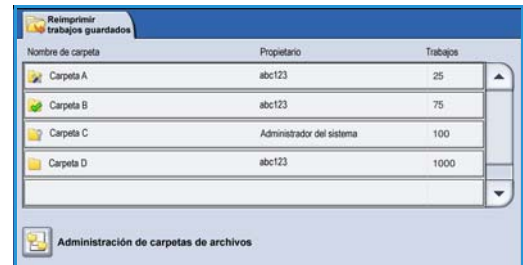 Reimprimir
trabajos guardados
Nombre de carpeta Propietario Trabajos
Carpeta A abc123 25
Carpeta B abc123 75
Carpeta C Administrador del sistema 100
Carpeta D abc123 1000
Administración de carpetas de archivos